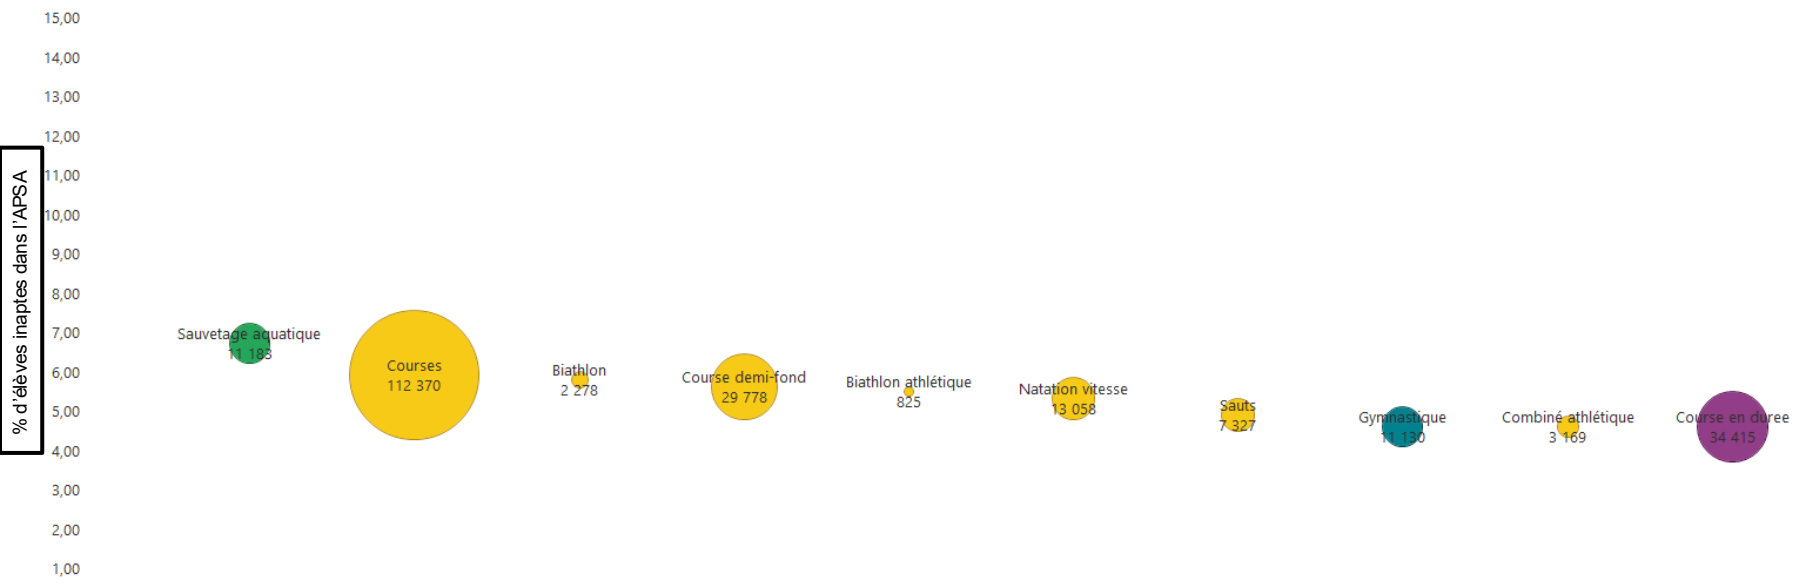 15,00
14,00
13,00
12,00
11,00
10,00
9,00
8,00
7,00
6,00
5,00
4,00
3,00
2,00
1,00
% d'élèves inaptes dans l'APSA
Sauvetage aquatique
11 183
Courses
112 370
Biathlon
2 278
Course demi-fond
29 778
Biathlon athlétique
825
Natation vitesse
13 058
Sauts
7 327
Gymnastique
11 130
Combiné athlétique
3 169
Course en duree
34 415